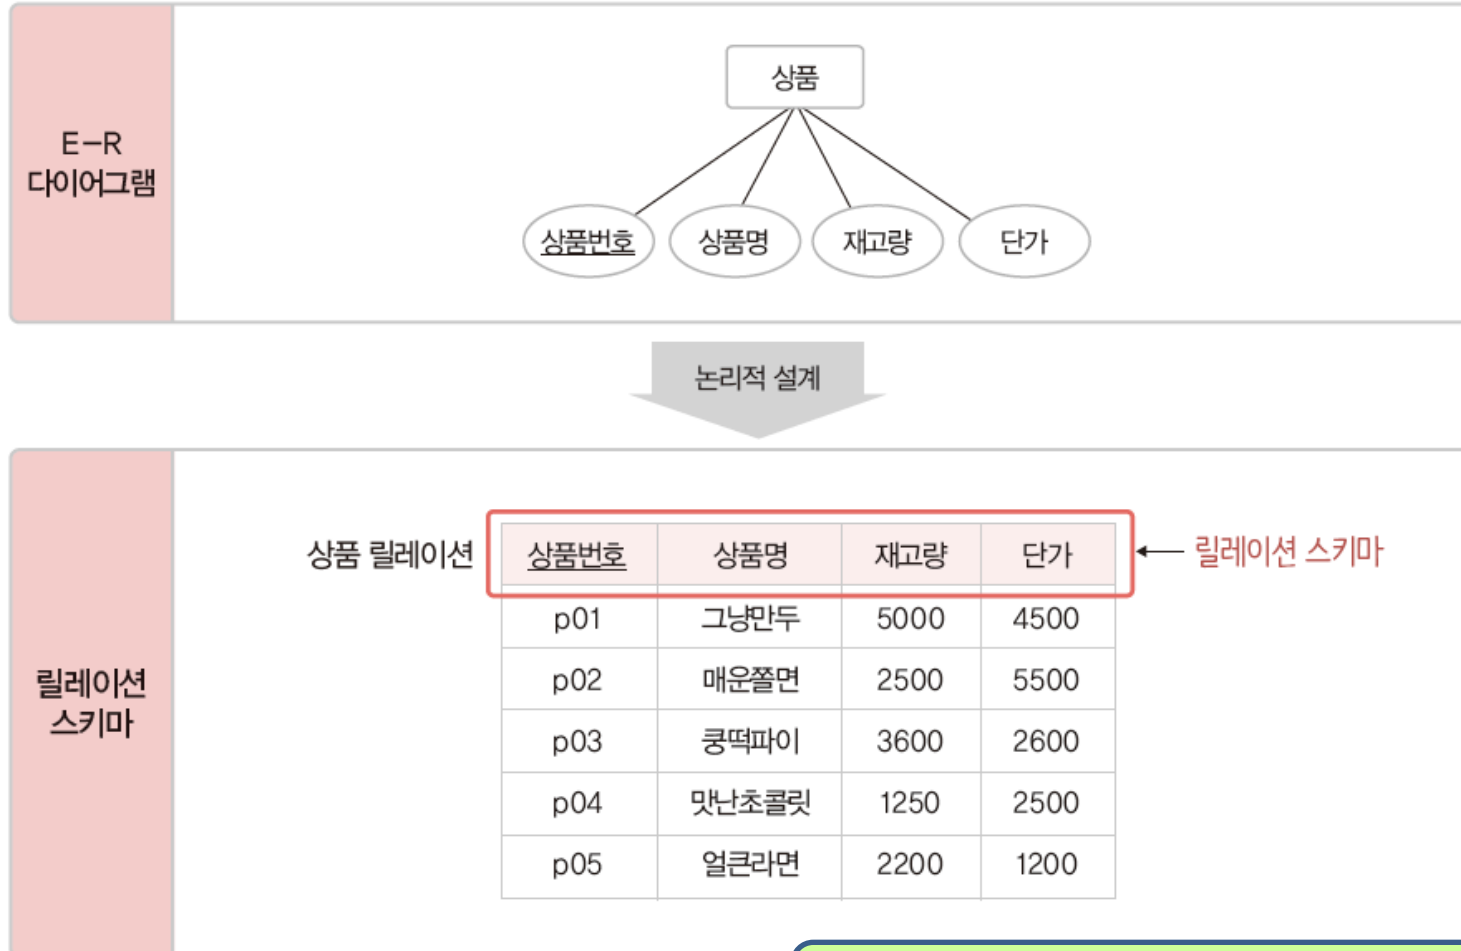 상품
E-R
다이어그램
상품번호 상품명 재고량 단가
논리적 설계
상품 릴레이션 상품번호 상품명 재고량 단가 릴레이션 스키마
p01 그냥만두 5000 4500
p02 매운쫄면 2500 5500
릴레이션
스키마
p03 쿵떡파이 3600 2600
p04 맛난초콜릿 1250 2500
p05 얼큰라면 2200 1200